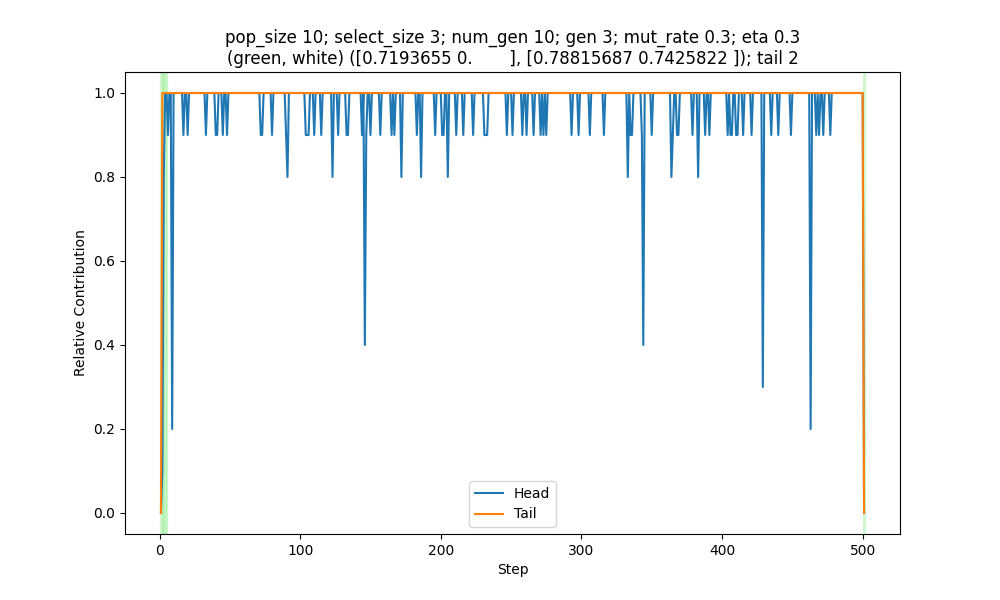 pop_size 10; select_size 3; num_gen 10; gen 3; mut_rate 0.3; eta 0.3
(green, white) ([0.7193655 0.       ], [0.78815687 0.7425822 ]); tail 2
1.0
0.8
0.6
0.4
0.2
0.0
Relative Contribution
Head
Tail
0
100
200
300
400
500
Step